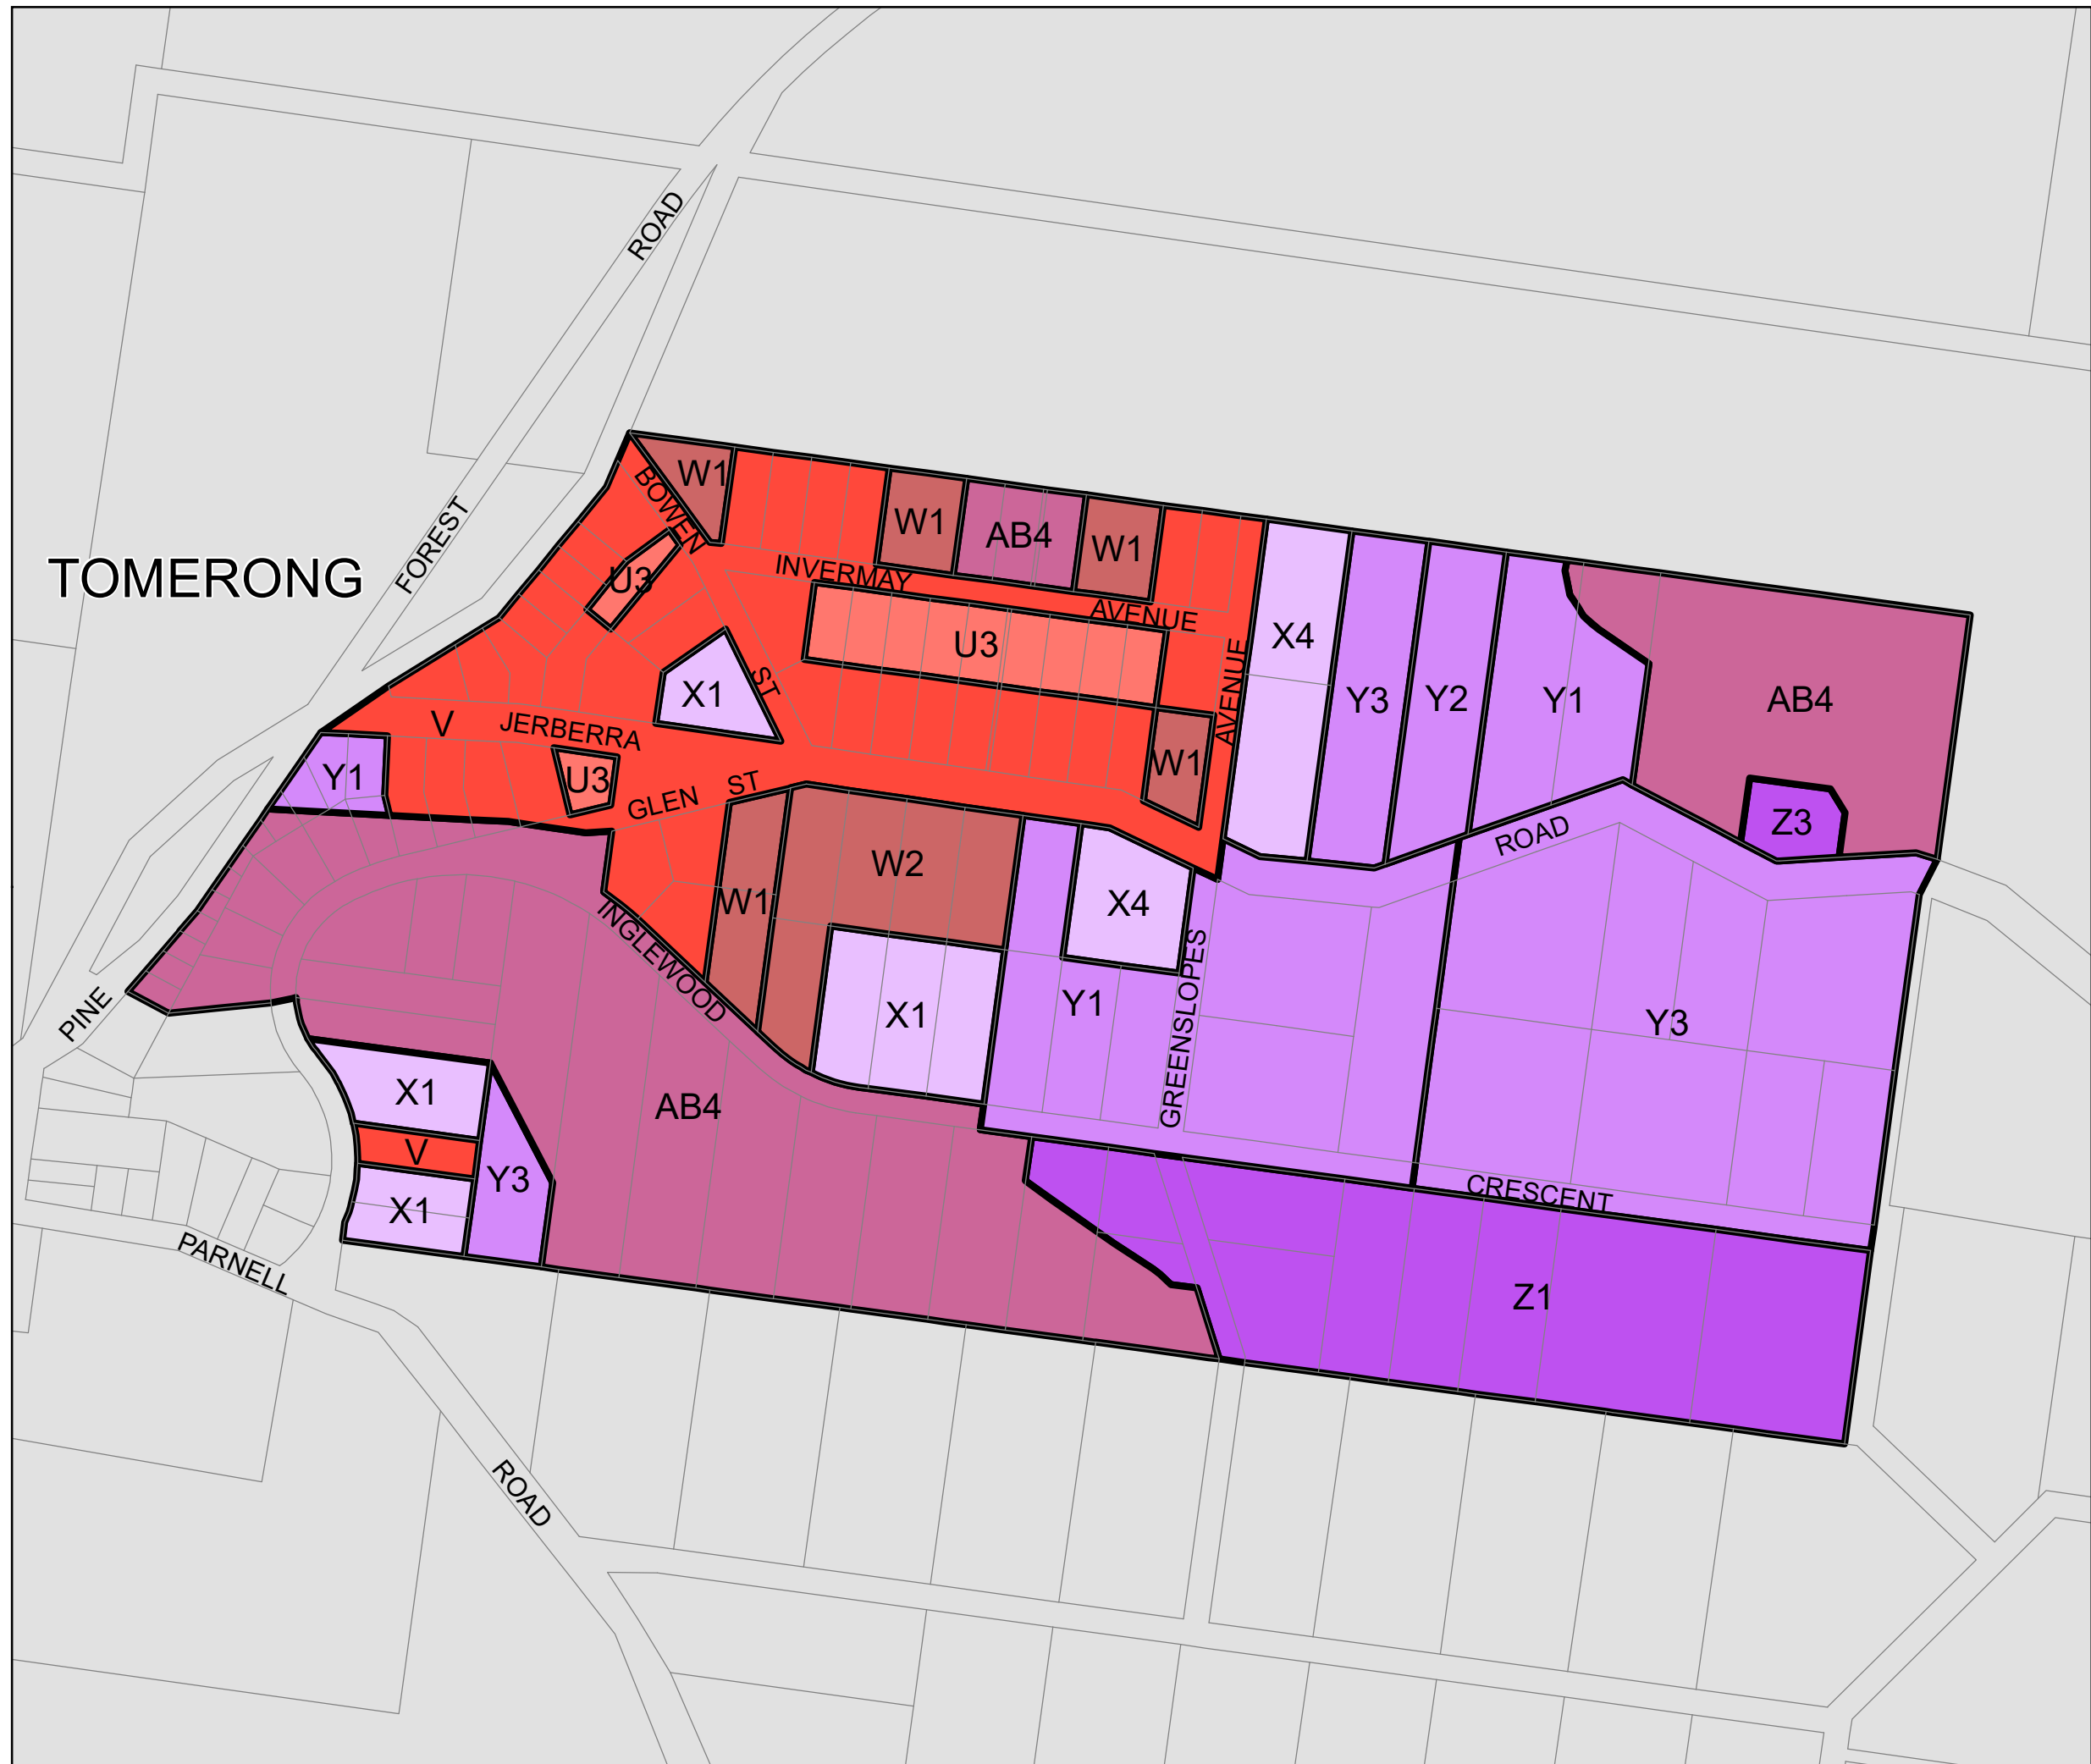 ROAD
W1
BOWEN
W1
AB4
W1
FOREST
TOMERONG
U3
INVERMAY
AVENUE
U3
X4
AVENUE
X1
ST
Y3
Y2
Y1
AB4
V
JERBERRA
Y1
U3
GLEN
ST
W1
ROAD
Z3
W2
W1
X4
INGLEWOOD
X1
Y1
GREENSLOPES
Y3
PINE
X1
AB4
V
Y3
X1
CRESCENT
PARNELL
Z1
ROAD